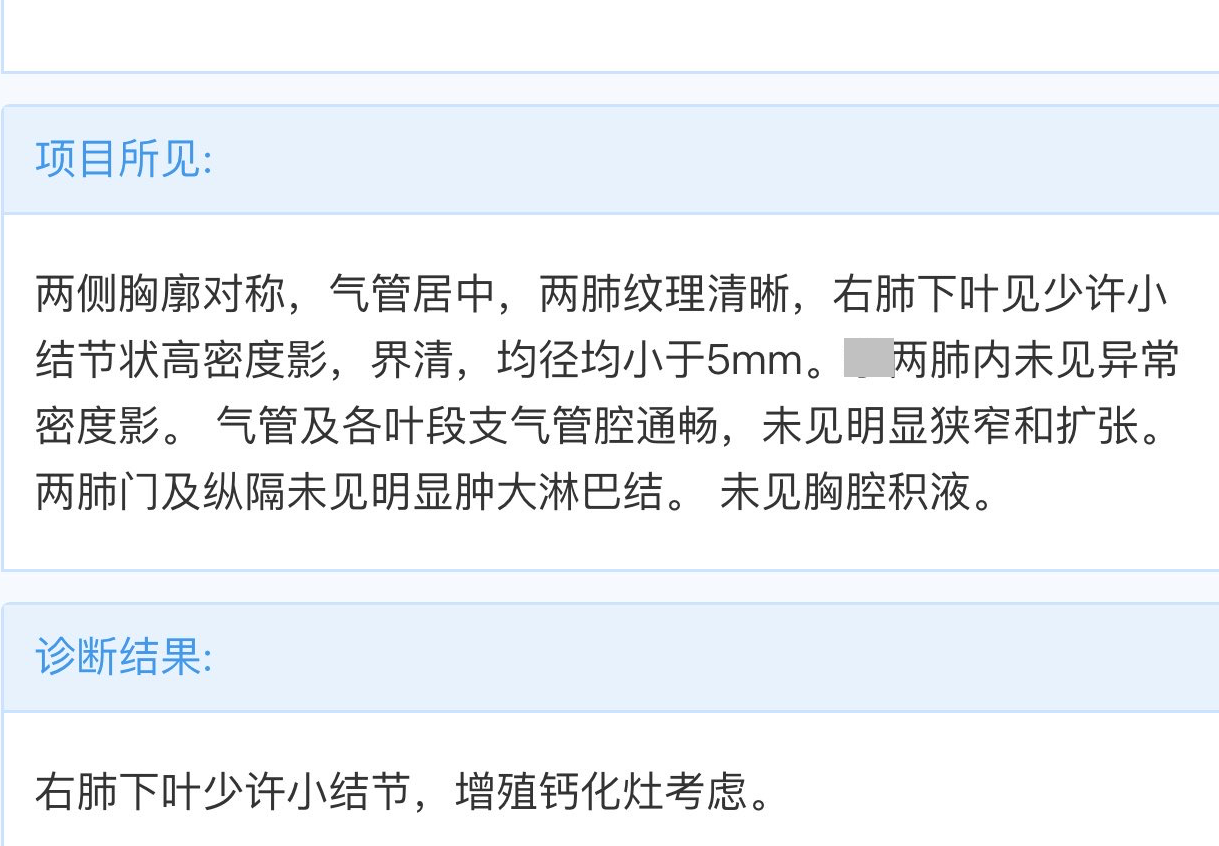 项目所见:
两侧胸廓对称，气管居中，两肺纹理清晰，右肺下叶见少许小
结节状高密度影，界清，均径均小于5mm。两肺内未见异常
密度影。 气管及各叶段支气管腔通畅，未见明显狭窄和扩张。
两肺门及纵隔未见明显肿大淋巴结。 未见胸腔积液。
诊断结果:
右肺下叶少许小结节，增殖钙化灶考虑。